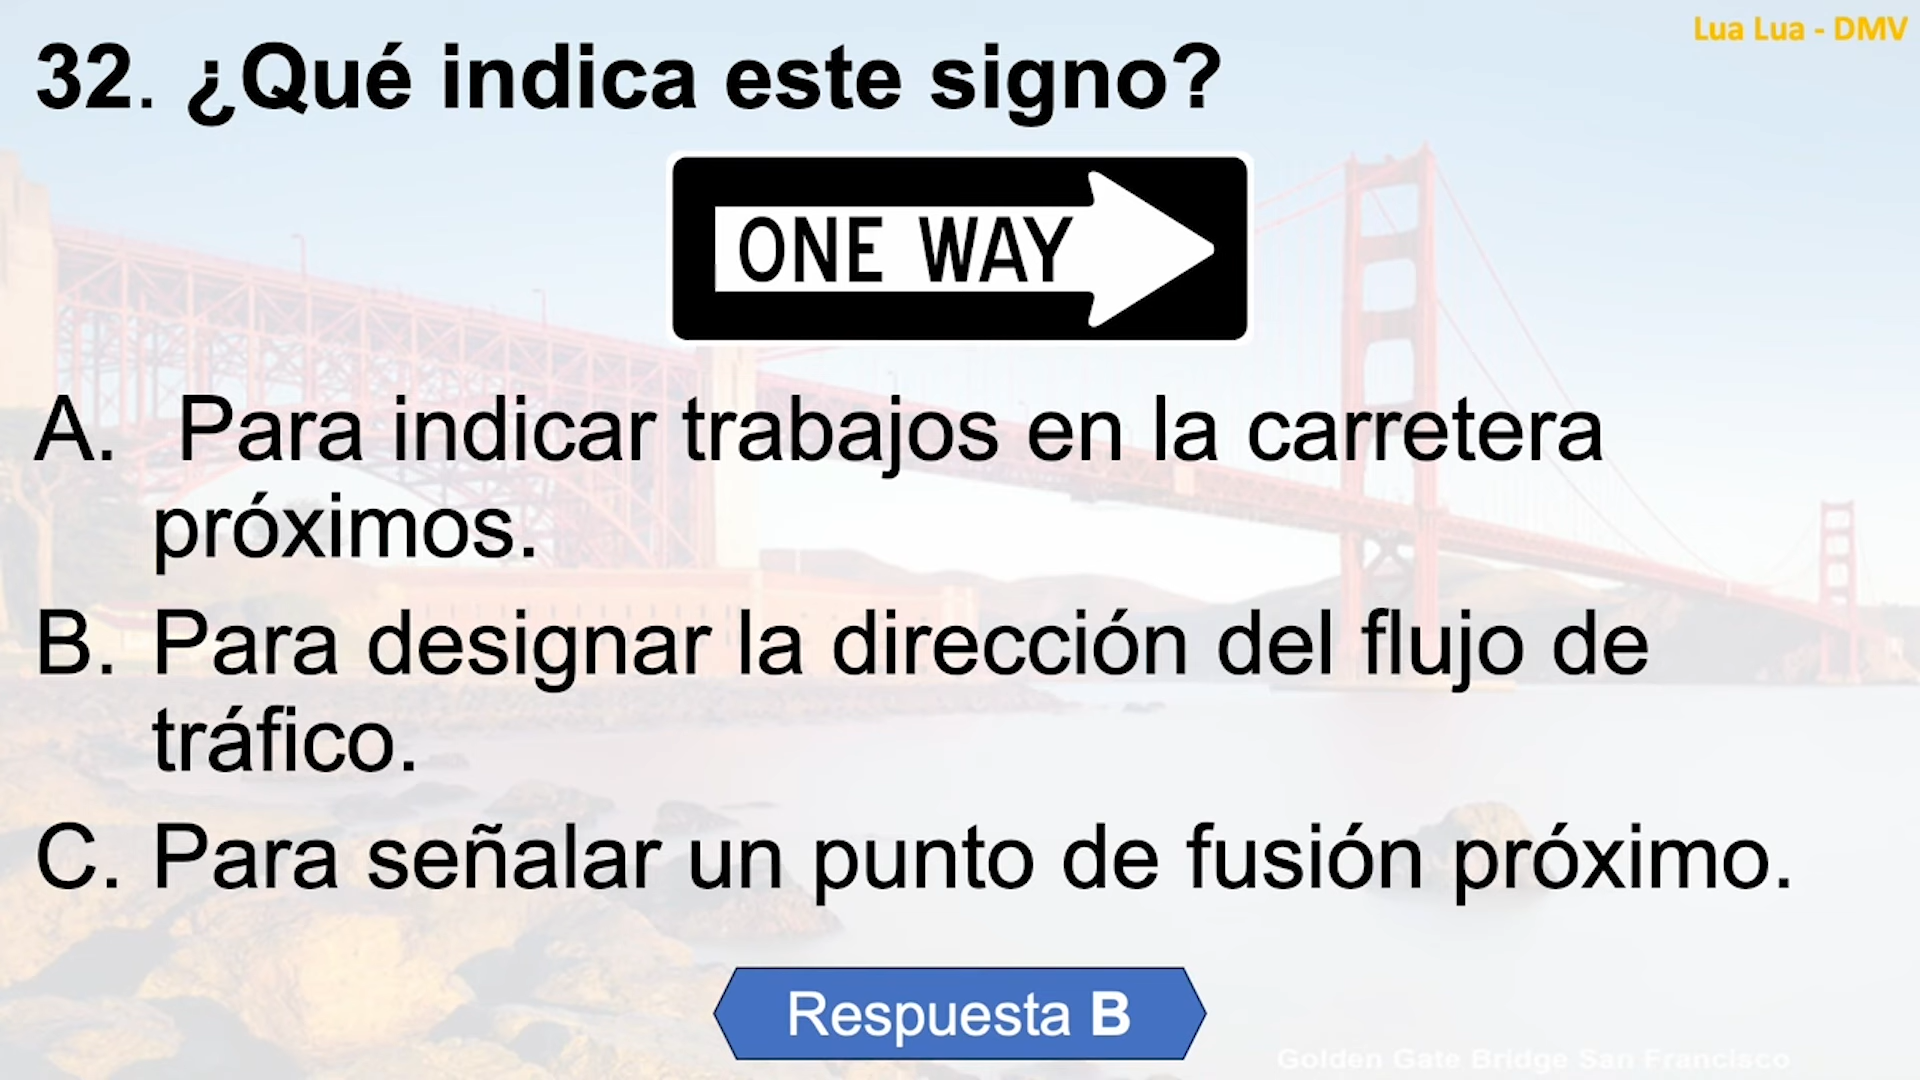 Lua Lua - DMV
32. ¿Qué indica este signo?
ONE WAY
A. Para indicar trabajos en la carretera
próximos.
B. Para designar la dirección del flujo de
tráfico.
C. Para señalar un punto de fusión próximo.
Respuesta B
Golden Gate Bridge San Francisco